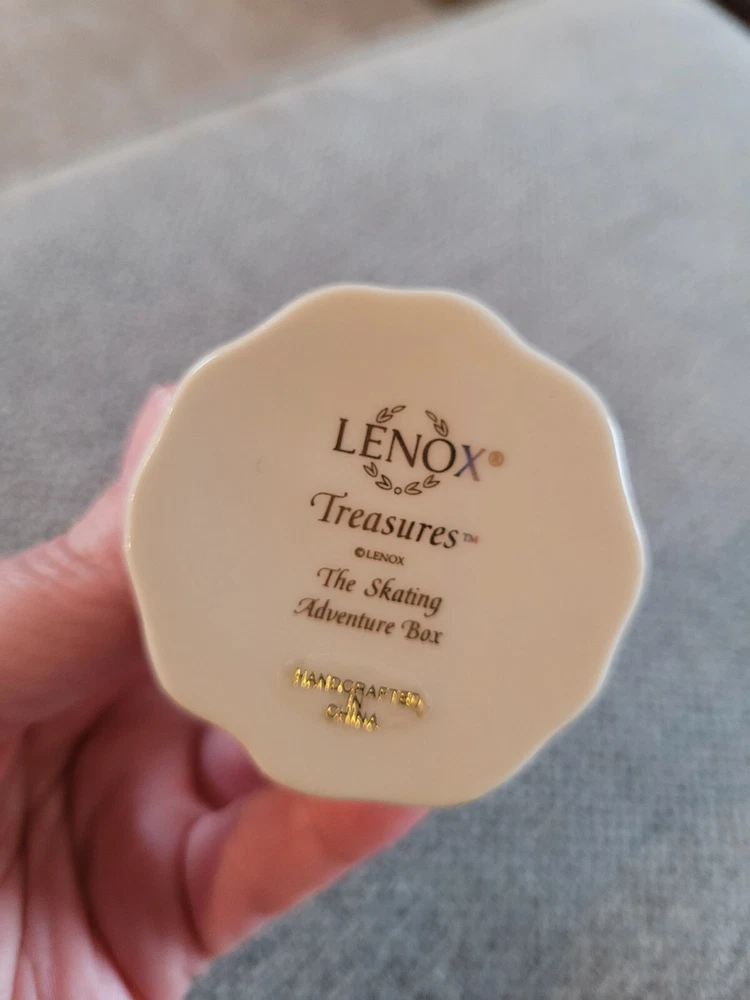 LENOX®
Treasures™
©LENOX
The Skating
Adventure Box
HANDCRAFTED
IN
CHINA